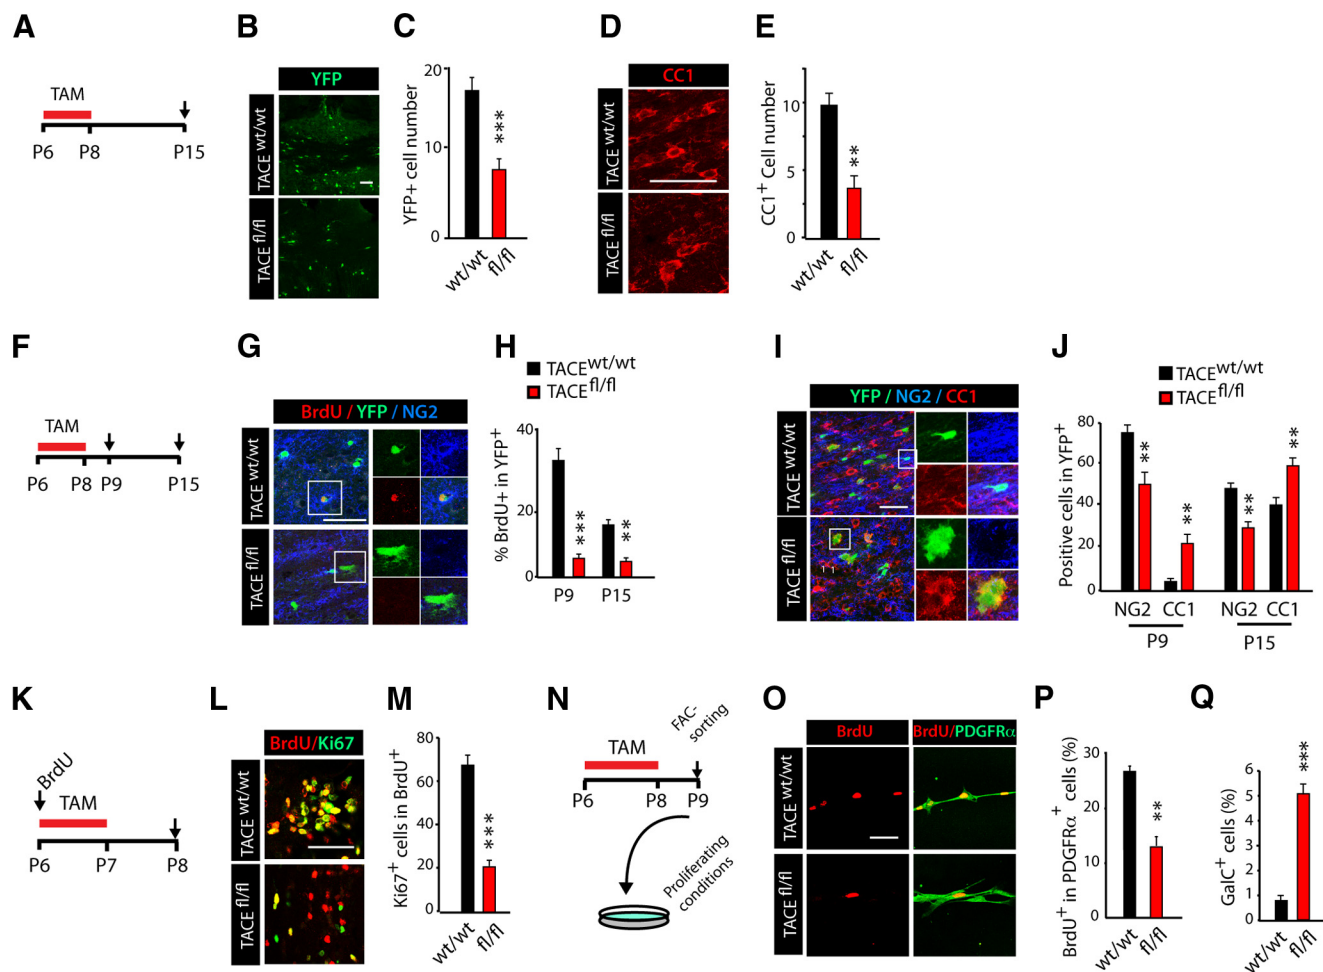 A
TAM
P6 P8 P15
B
YFP
TACE wt/wt
TACE fl/fl
C
20
10
0
YFP+ cell number
***
wt/wt
fl/fl
D
CC1
TACE wt/wt
TACE fl/fl
E
10
5
0
CC1+ Cell number
**
wt/wt
fl/fl
F
TAM
P6 P8 P9 P15
G
BrdU / YFP / NG2
TACE wt/wt
TACE fl/fl
H
TACE wt/wt
TACE fl/fl
40
20
0
% BrdU+ in YFP+
*** **
P9 P15
I
YFP / NG2 / CC1
TACE wt/wt
TACE fl/fl
J
TACE wt/wt
TACE fl/fl
80
60
40
20
0
Positive cells in YFP+
** ** ** **
NG2 CC1 NG2 CC1
P9 P15
K
BrdU
TAM
P6 P7 P8
L
BrdU/Ki67
TACE wt/wt
TACE fl/fl
M
80
60
40
20
0
Ki67+ cells in BrdU+
***
wt/wt
fl/fl
N
FAC-
sorting
TAM
P6 P8 P9
Proliferating
conditions
O
BrdU BrdU/PDGFRα
TACE wt/wt
TACE fl/fl
P
30
20
10
0
BrdU+ in PDGFRα+ cells (%)
**
wt/wt
fl/fl
Q
6
5
4
3
2
1
0
GalC+ cells (%)
***
wt/wt
fl/fl